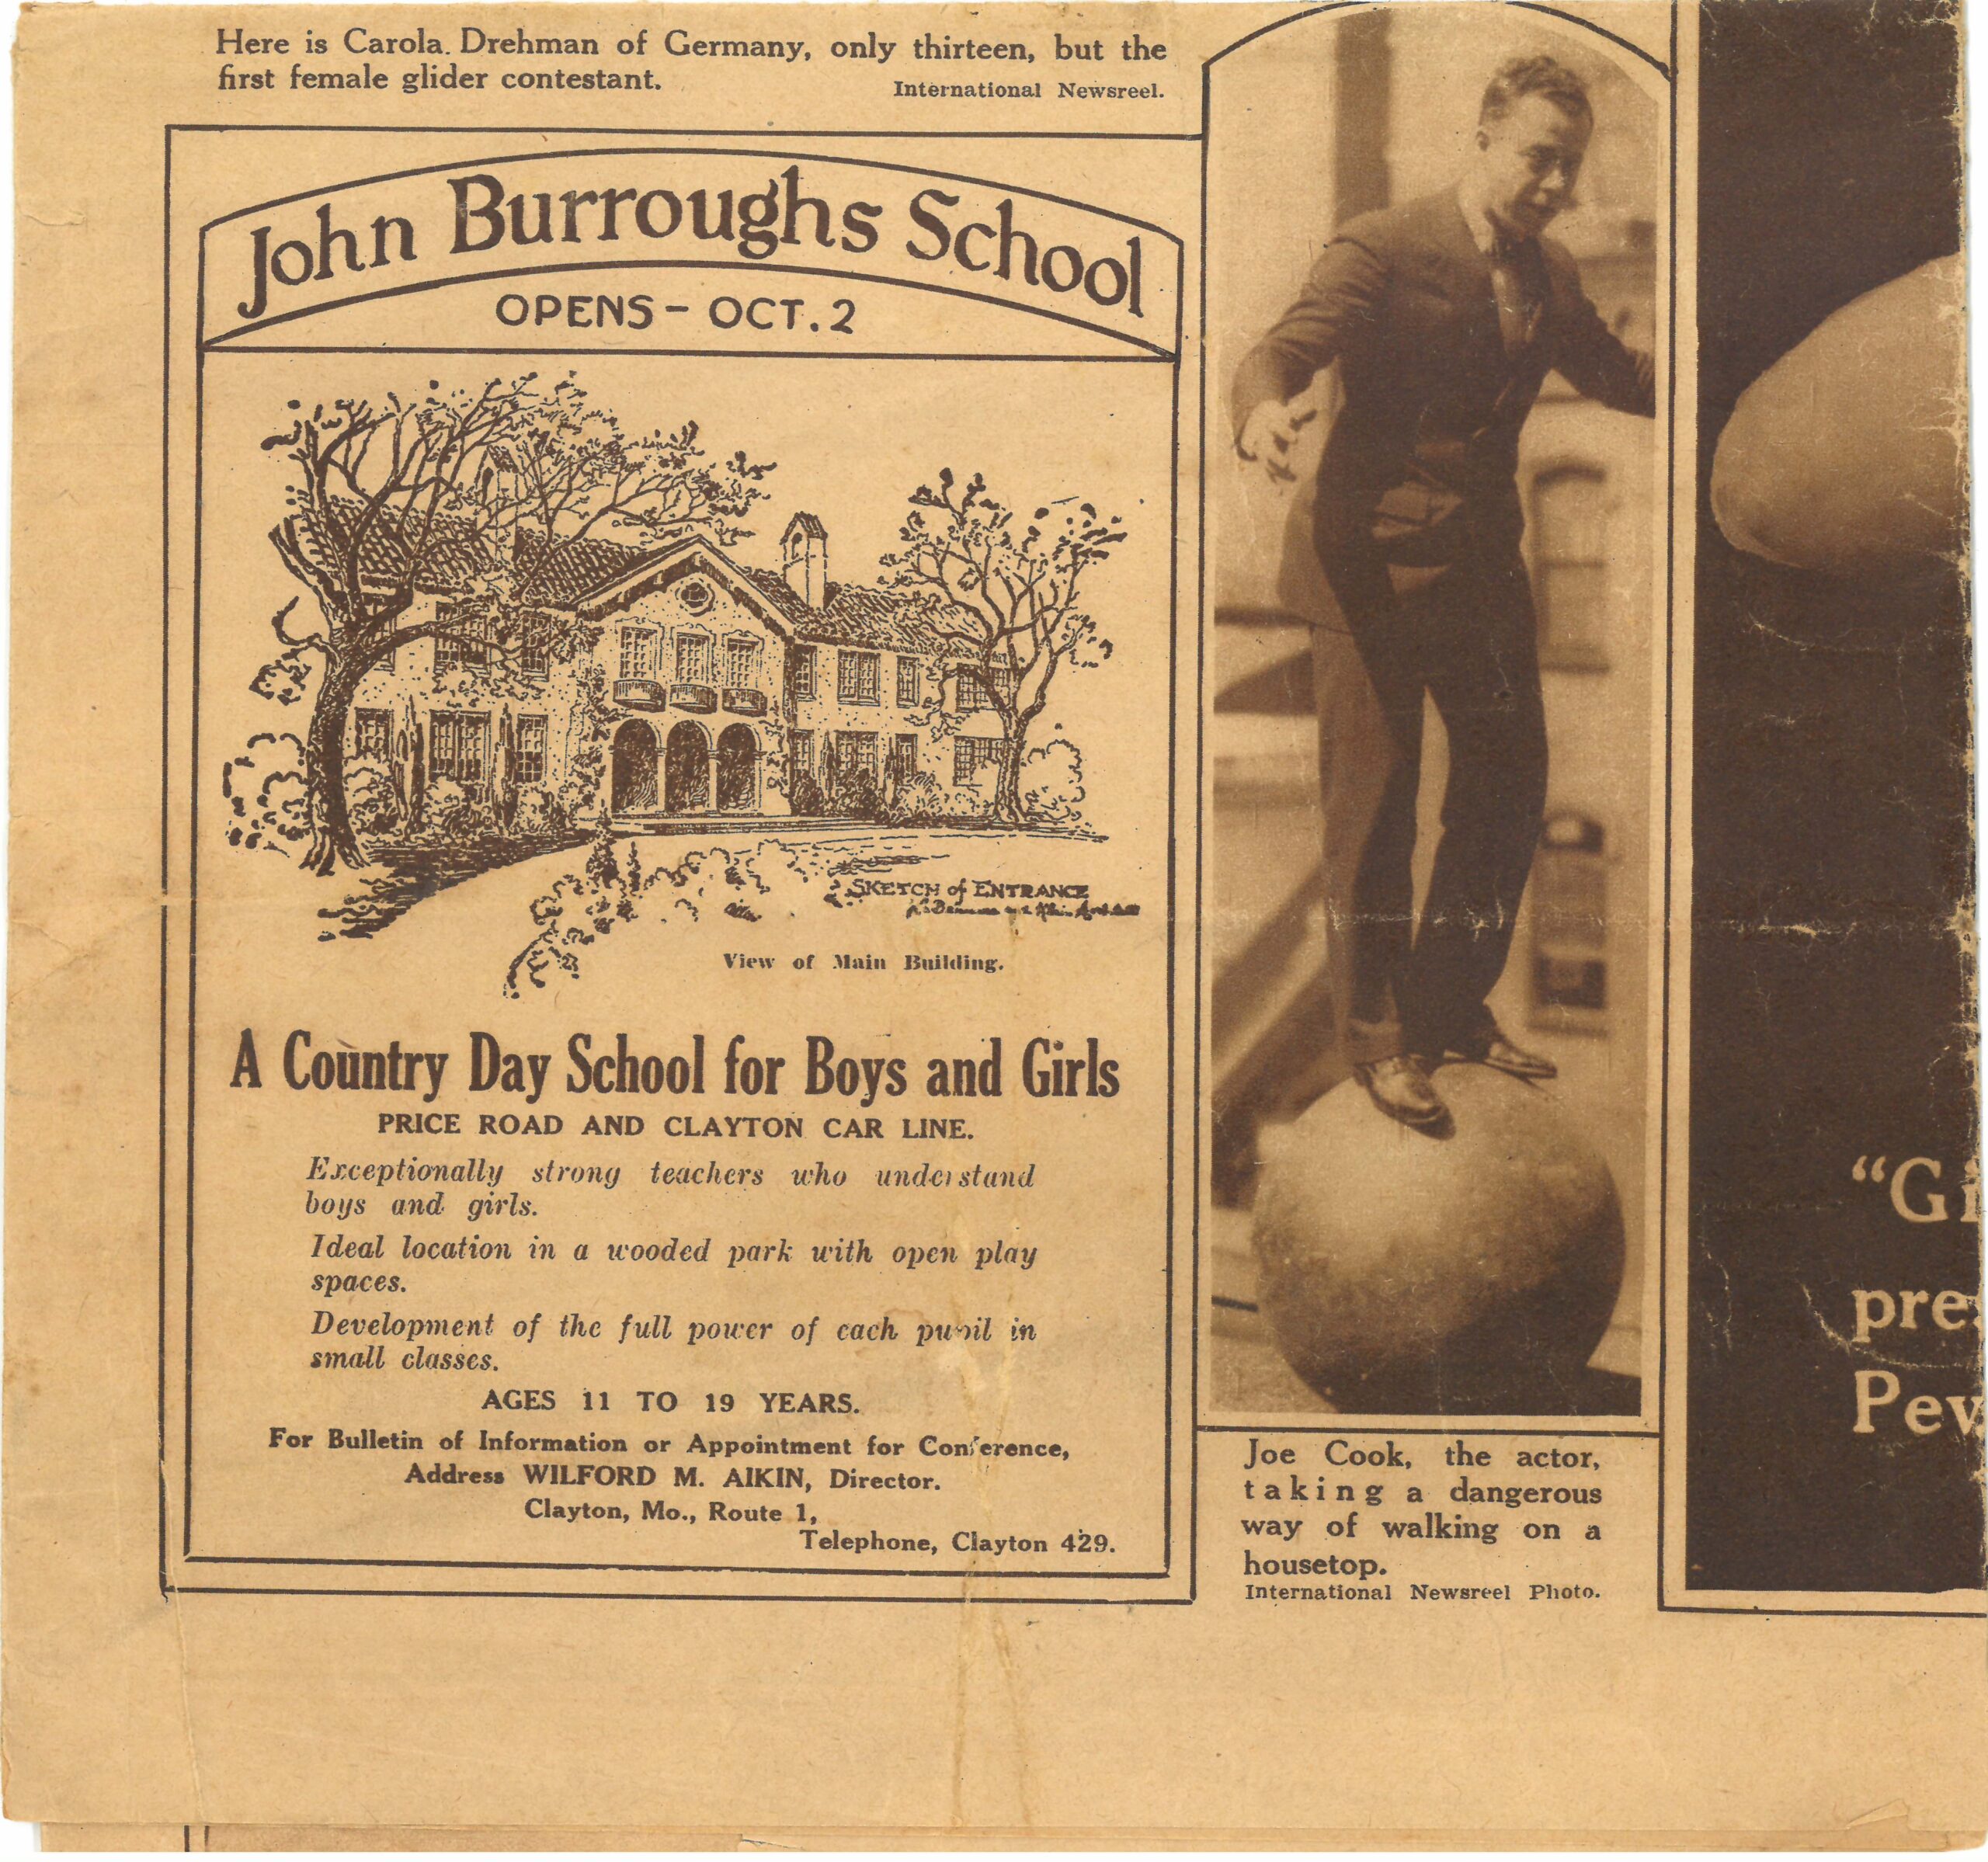 Here is Carola Drehman of Germany, only thirteen, but the
first female glider contestant.
International Newsreel.
John Burroughs School
OPENS - OCT. 2
SKETCH of ENTRANCE
View of Main Building.
A Country Day School for Boys and Girls
PRICE ROAD AND CLAYTON CAR LINE.
Exceptionally strong teachers who understand
boys and girls.
Ideal location in a wooded park with open play
spaces.
Development of the full power of each pupil in
small classes.
AGES 11 TO 19 YEARS.
For Bulletin of Information or Appointment for Conference,
Address WILFORD M. AIKIN, Director.
Clayton, Mo., Route 1,
Telephone, Clayton 429.
Joe Cook, the actor,
taking a dangerous
way of walking on a
housetop.
International Newsreel Photo.
"Gi
pre
Pev